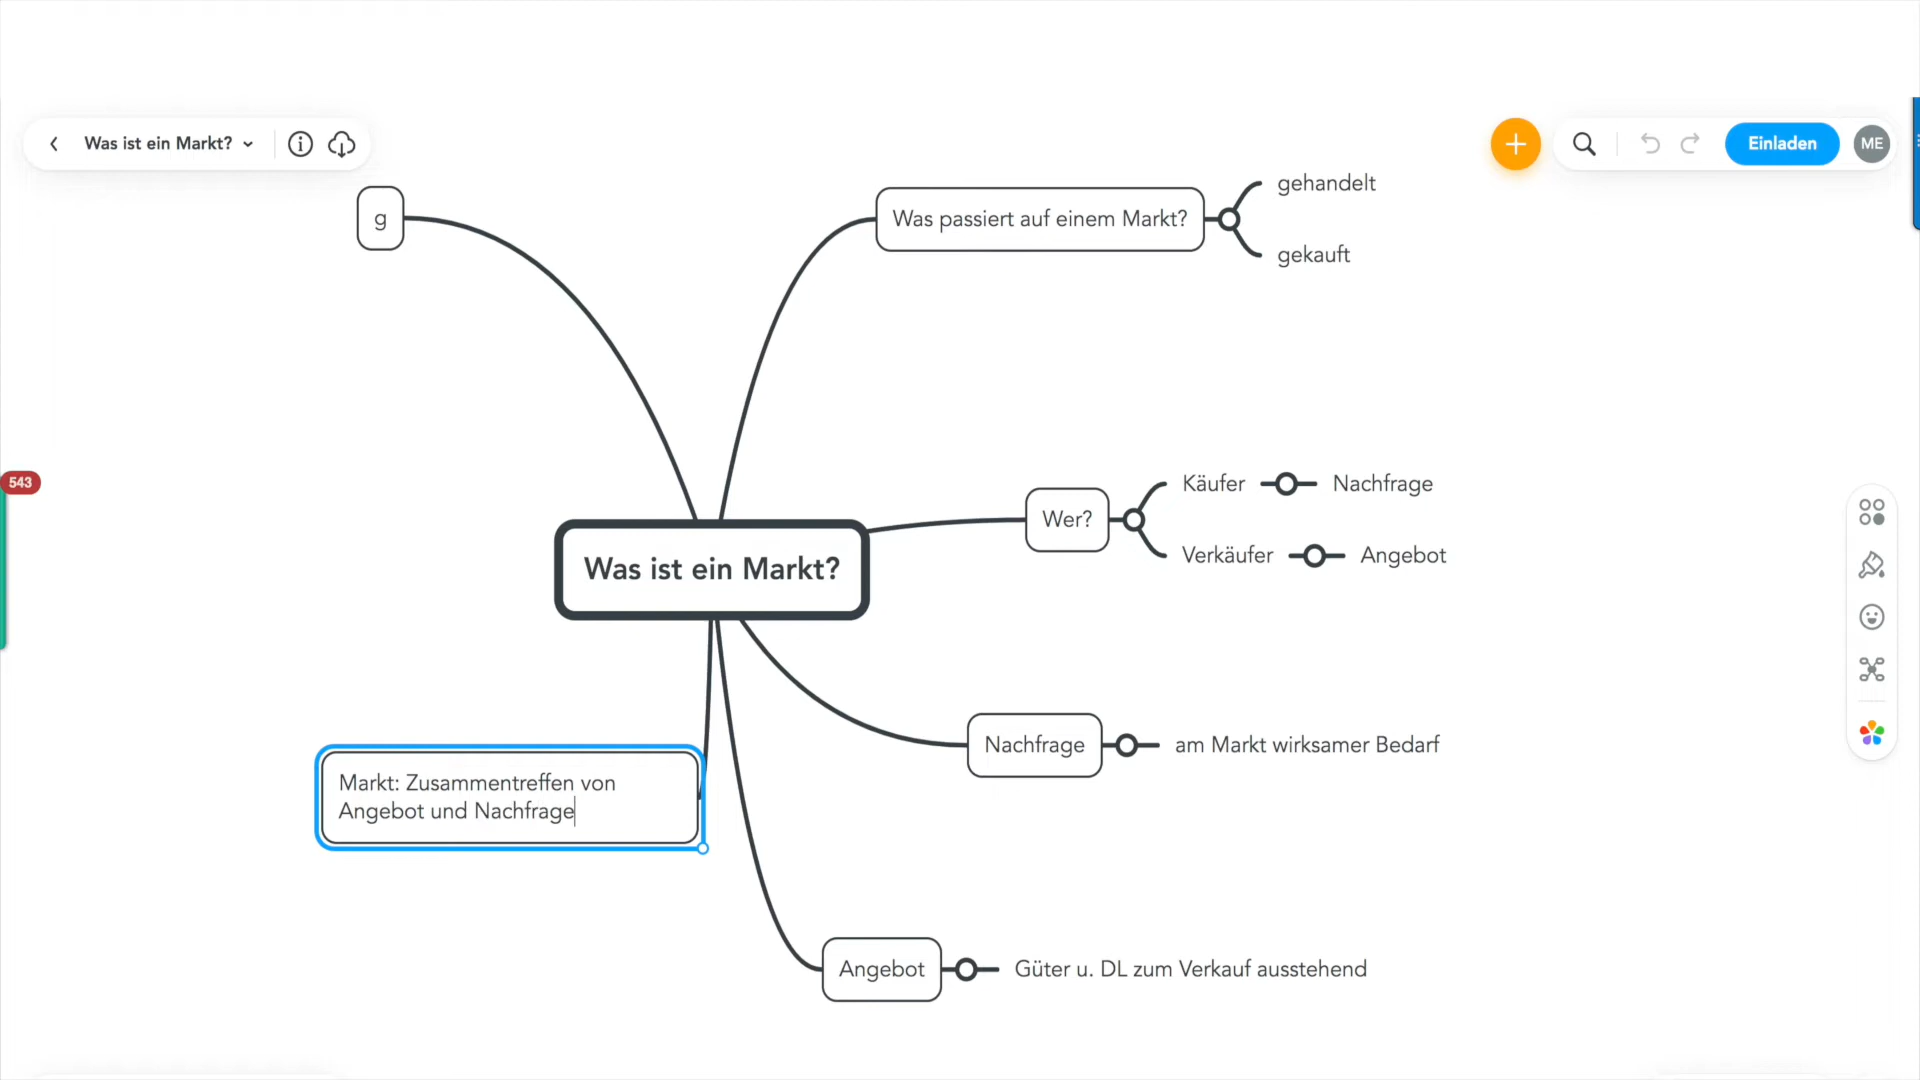 Was ist ein Markt?
Einladen
ME
gehandelt
Was passiert auf einem Markt?
g
gekauft
543
Käufer
Nachfrage
Wer?
Verkäufer
Angebot
Was ist ein Markt?
Nachfrage
am Markt wirksamer Bedarf
Markt: Zusammentreffen von
Angebot und Nachfrage
Angebot
Güter u. DL zum Verkauf ausstehend